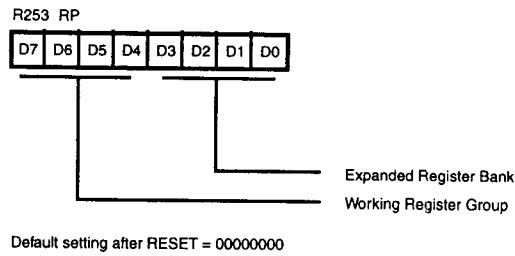 R253 RP
D7 D6 D5 D4 D3 D2 D1 D0
Expanded Register Bank
Working Register Group
Default setting after RESET = 00000000